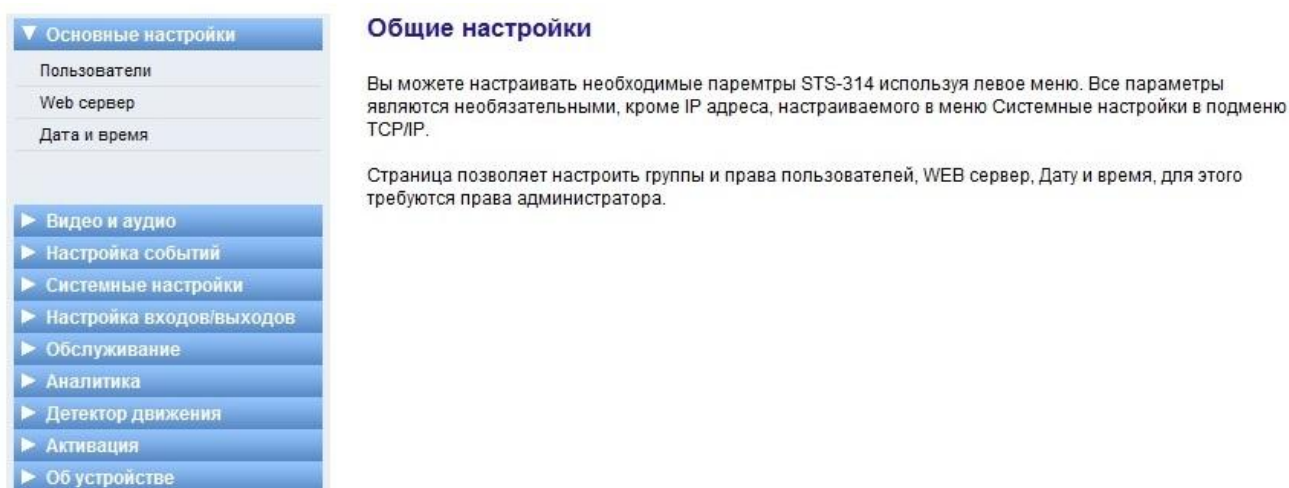 Основные настройки
Пользователи
Web сервер
Дата и время
Видео и аудио
Настройка событий
Системные настройки
Настройка входов/выходов
Обслуживание
Аналитика
Детектор движения
Активация
Об устройстве
Общие настройки
Вы можете настраивать необходимые паремтры STS-314 используя левое меню. Все параметры
являются необязательными, кроме IP адреса, настраиваемого в меню Системные настройки в подменю
TCP/IP.
Страница позволяет настроить группы и права пользователей, WEB сервер, Дату и время, для этого
требуются права администратора.